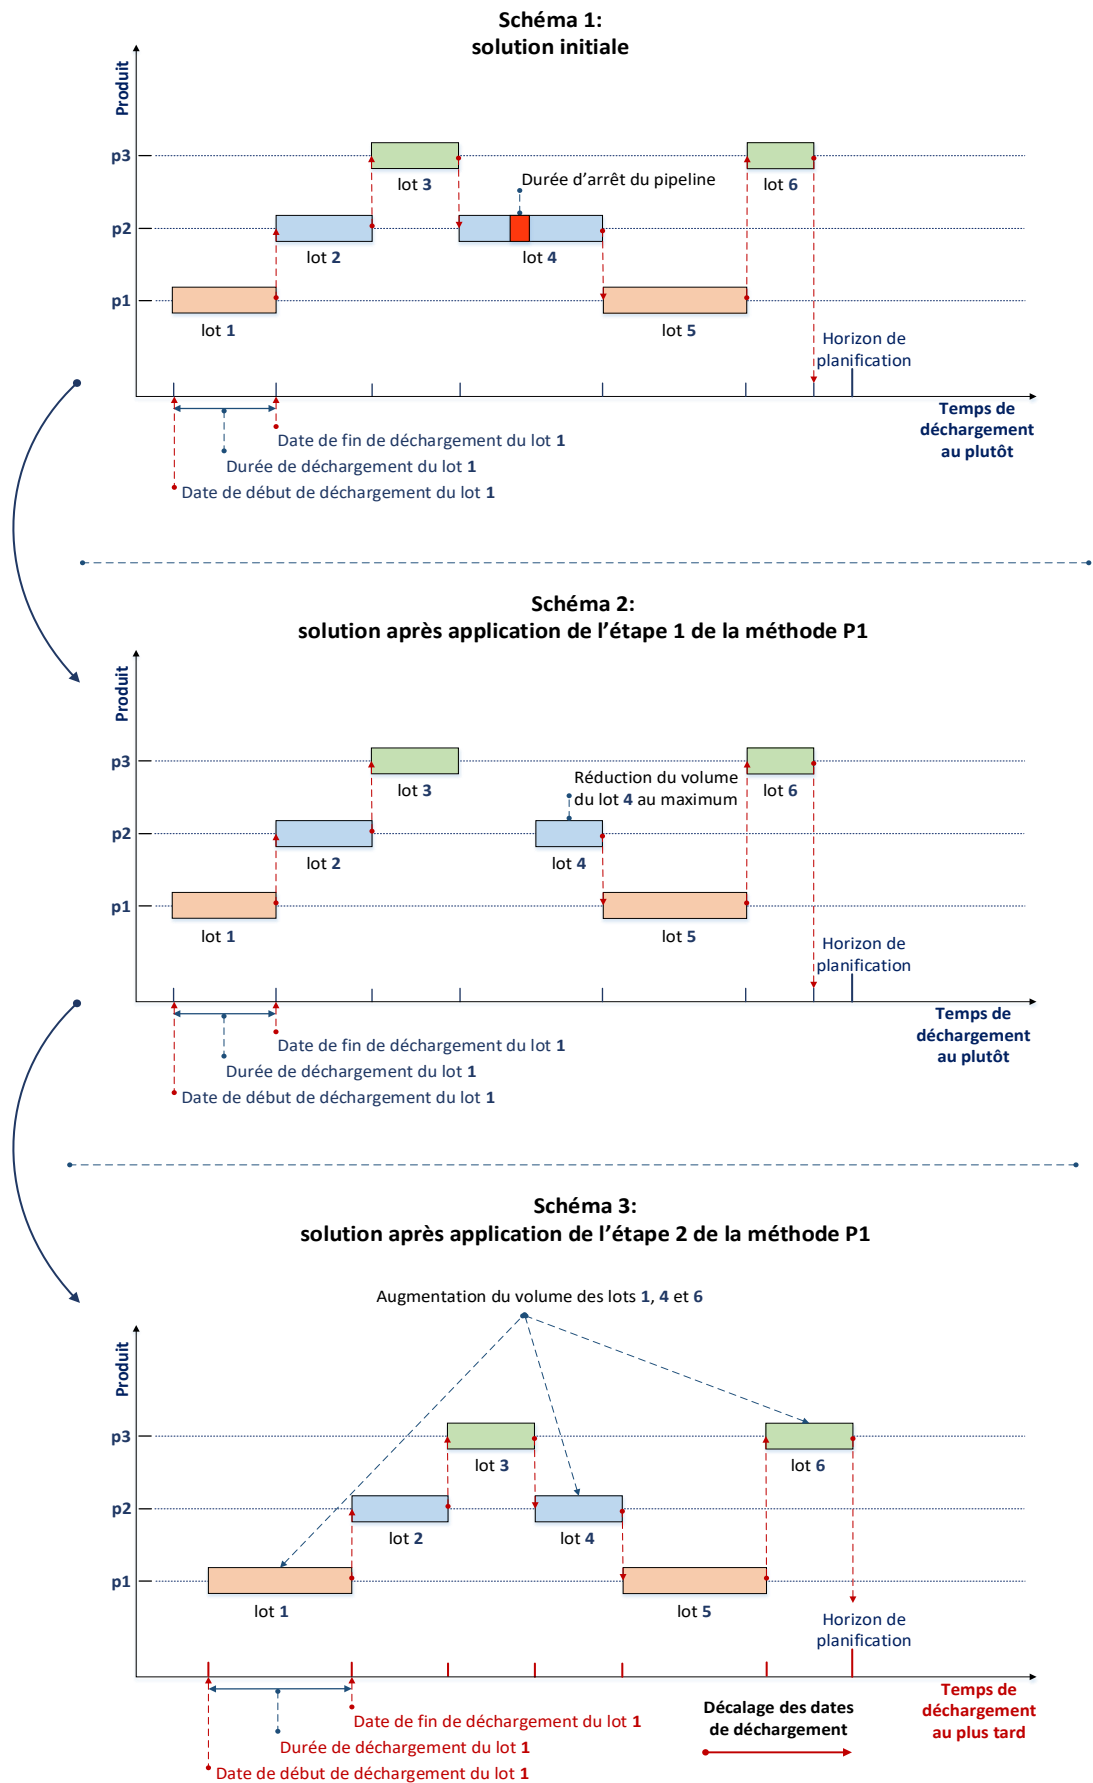 Schéma 1:
solution initiale
Produit
p3
lot 3
lot 6
Durée d'arrêt du pipeline
p2
lot 2
lot 4
p1
lot 1
lot 5
Horizon de
planification
Temps de
déchargement
au plutôt
Date de fin de déchargement du lot 1
Durée de déchargement du lot 1
Date de début de déchargement du lot 1
Schéma 2:
solution après application de l'étape 1 de la méthode P1
Produit
p3
lot 3
lot 6
Réduction du volume
du lot 4 au maximum
p2
lot 2
lot 4
p1
lot 1
lot 5
Horizon de
planification
Temps de
déchargement
au plutôt
Date de fin de déchargement du lot 1
Durée de déchargement du lot 1
Date de début de déchargement du lot 1
Schéma 3:
solution après application de l'étape 2 de la méthode P1
Augmentation du volume des lots 1, 4 et 6
Produit
p3
lot 3
lot 6
p2
lot 2
lot 4
p1
lot 1
lot 5
Horizon de
planification
Temps de
déchargement
au plus tard
Décalage des dates
de déchargement
Date de fin de déchargement du lot 1
Durée de déchargement du lot 1
Date de début de déchargement du lot 1